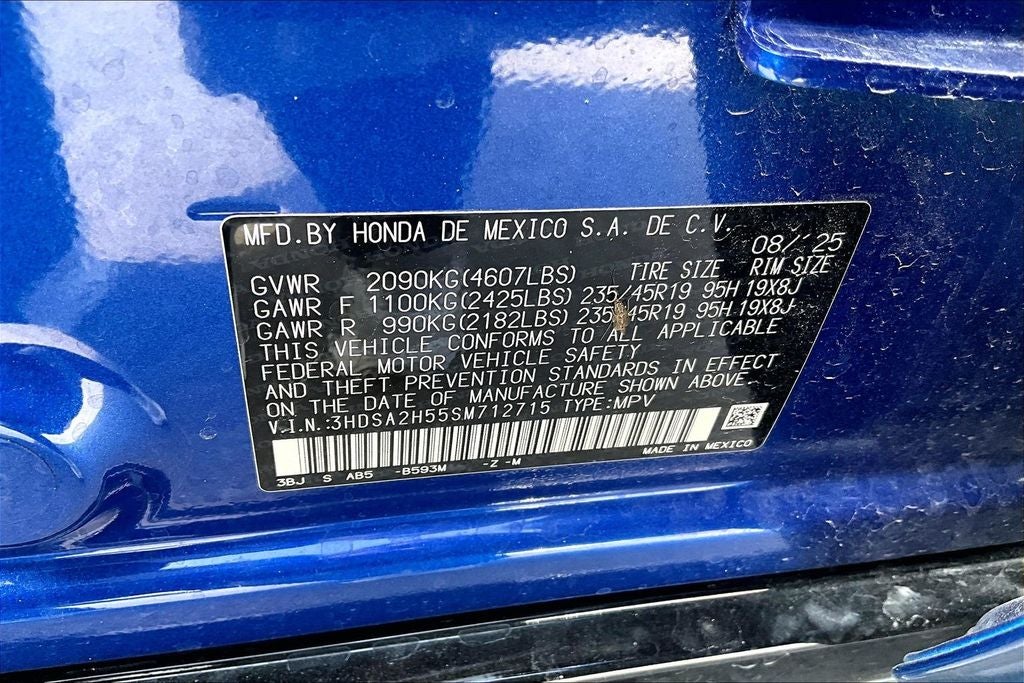 MFD.BY HONDA DE MEXICO S.A. DE C.V. 08/'25
TIRE SIZE RIM SIZE
GVWR 2090KG(4607LBS)
GAWR F 1100KG(2425LBS) 235/45R19 95H 19X8J
GAWR R 990KG(2182LBS) 235/45R19 95H 19X8J
THIS VEHICLE CONFORMS TO ALL APPLICABLE
FEDERAL MOTOR VEHICLE SAFETY
AND THEFT PREVENTION STANDARDS IN EFFECT
ON THE DATE OF MANUFACTURE SHOWN ABOVE.
V.I.N.:3HDSA2H55SM712715 TYPE:MPV
MADE IN MEXICO
3BJ S AB5 -B593M -Z -M